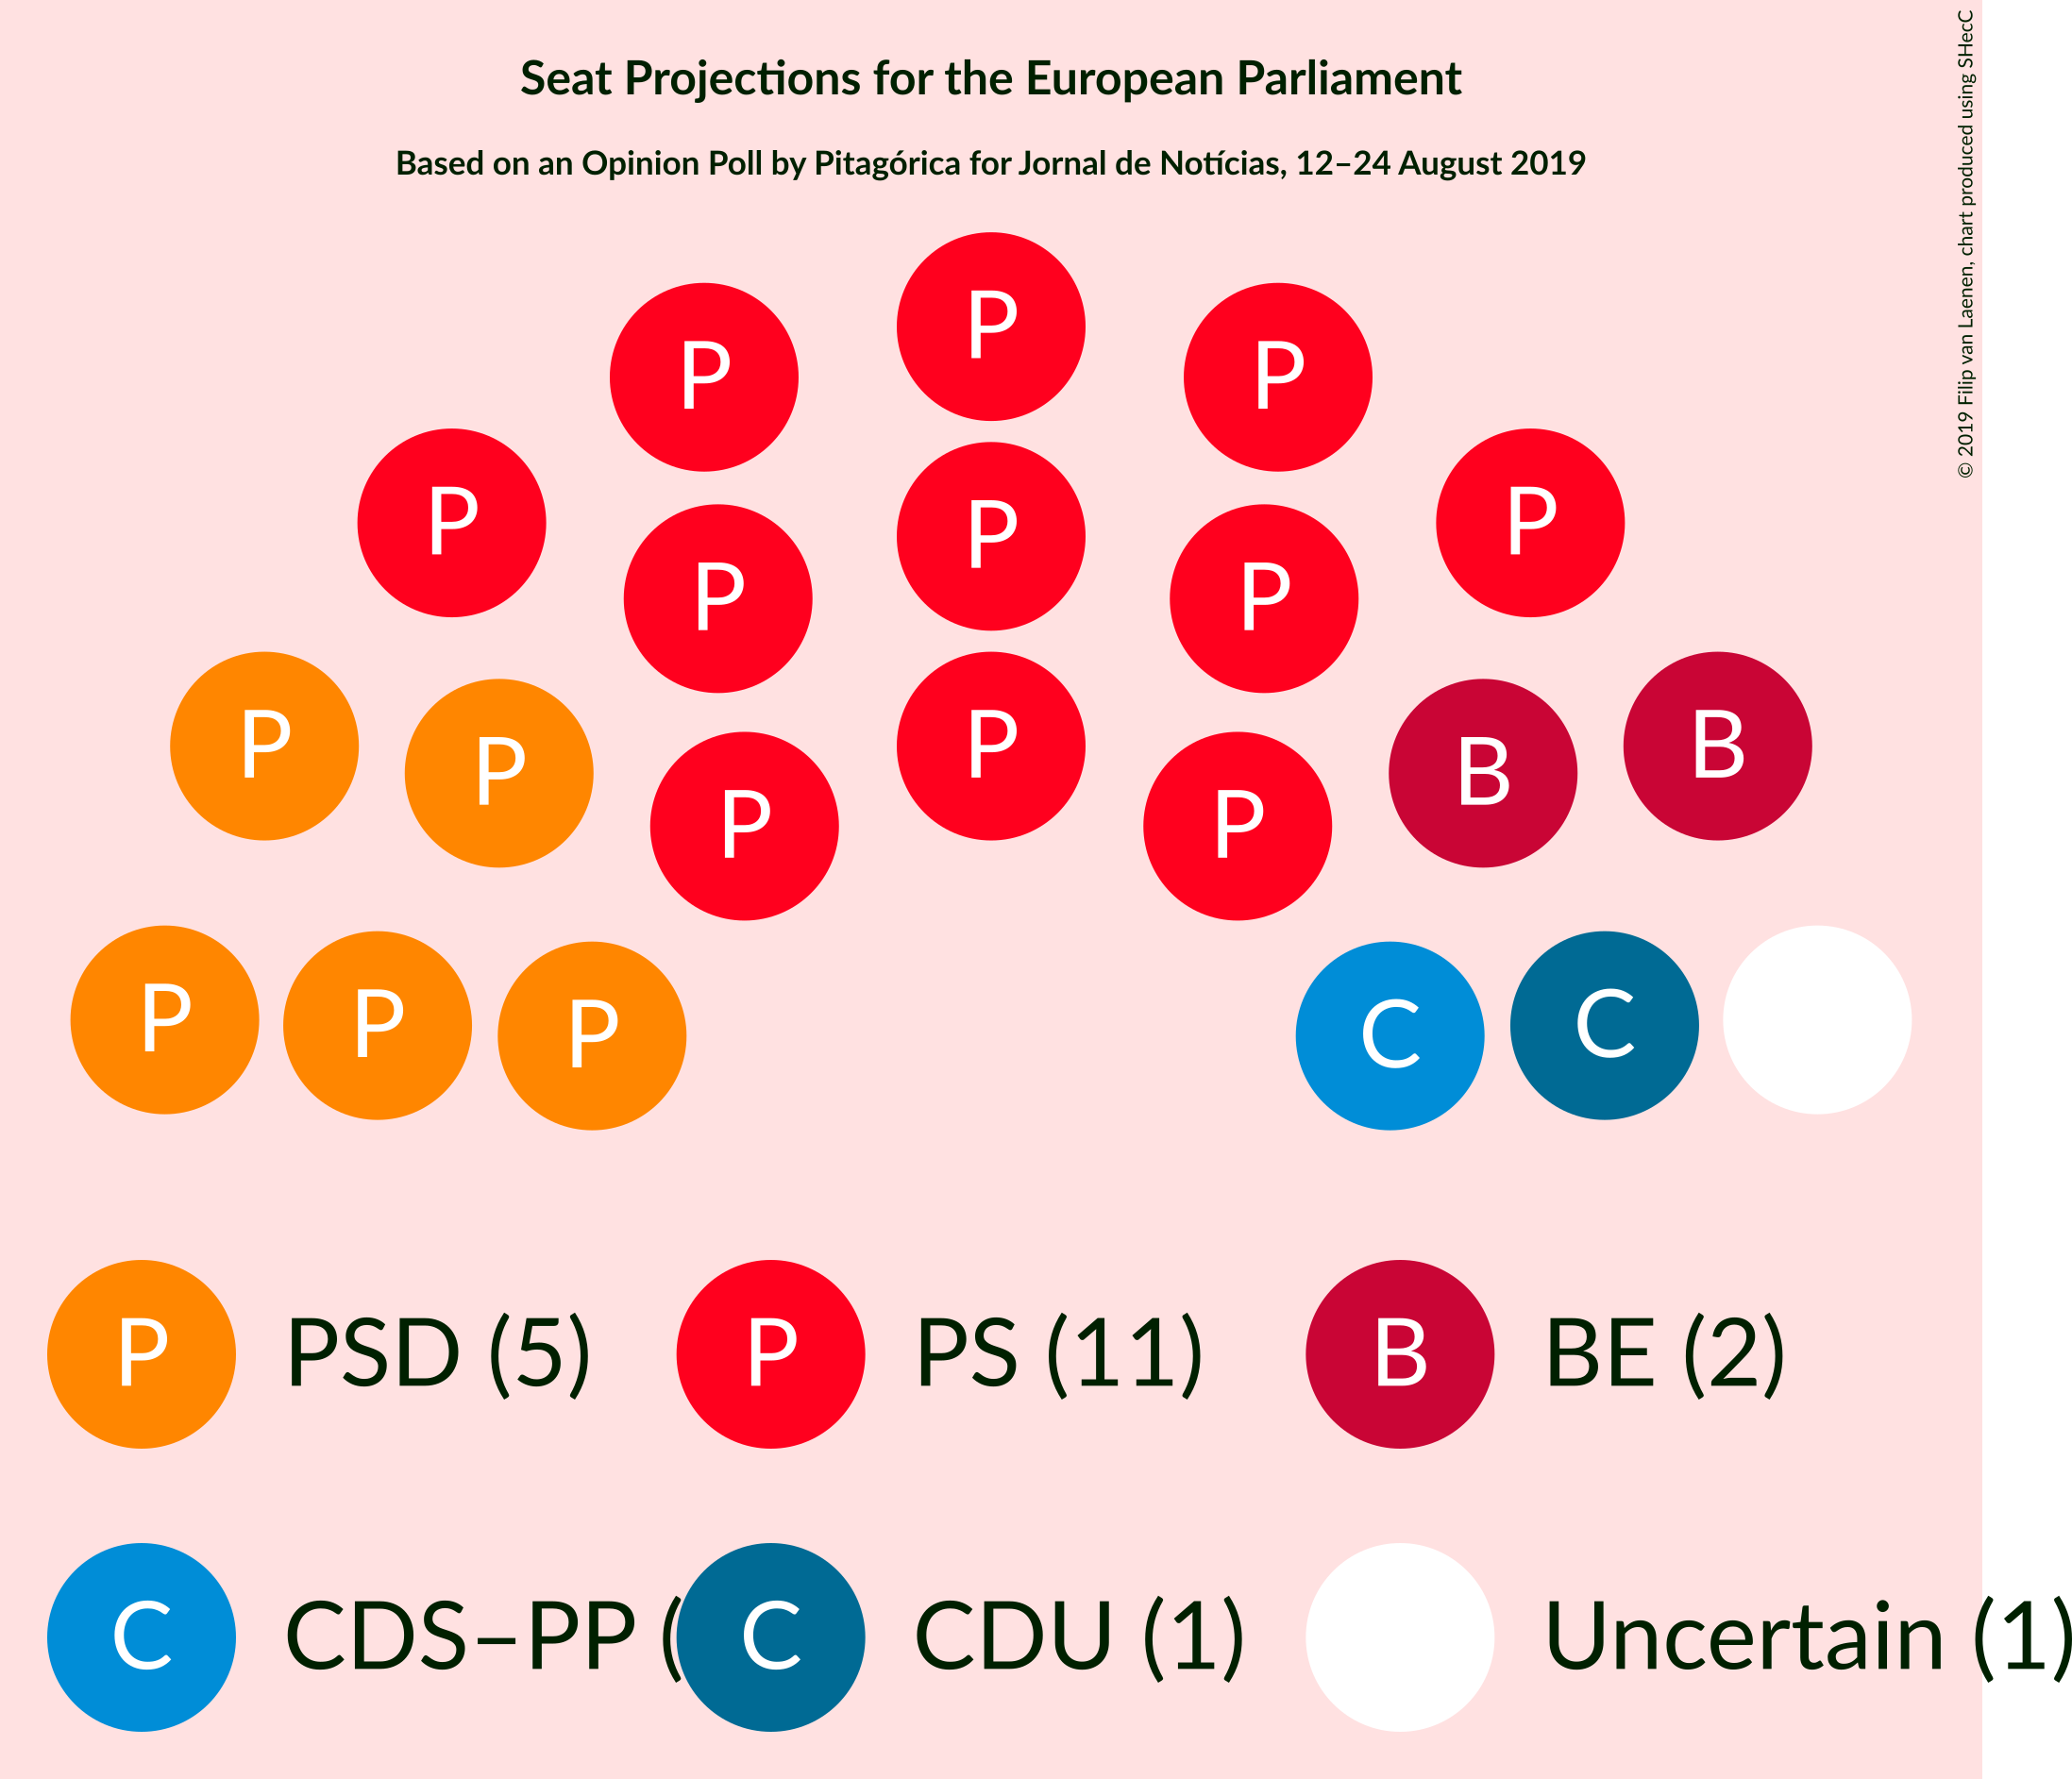 Seat Projections for the European Parliament
Based on an Opinion Poll by Pitagórica for Jornal de Notícias, 12–24 August 2019
© 2019 Filip van Laenen, chart produced using SHecC
P
P P
P P
P
P P
P P
B B
P P
P
P P
P P P
C C
P PSD (5) P PS (11) B BE (2)
C CDS–PP ( C CDU (1) Uncertain (1)